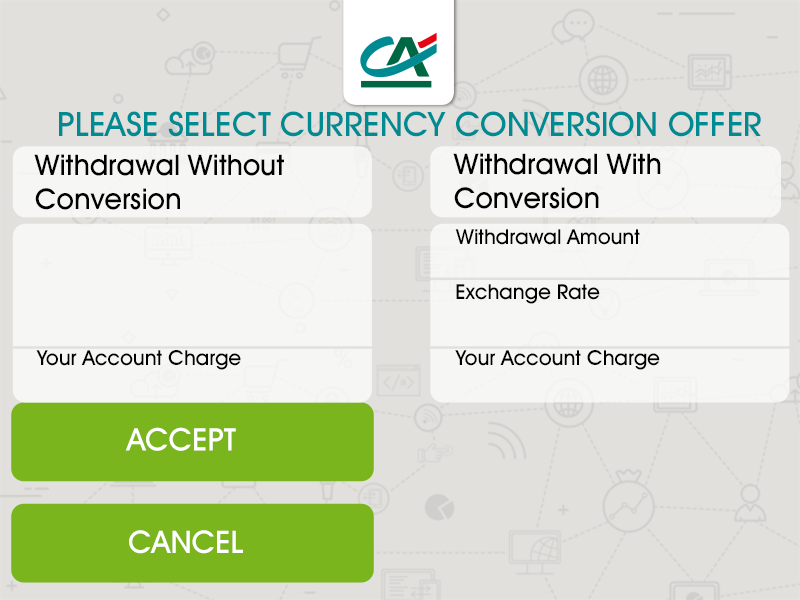 CA
PLEASE SELECT CURRENCY CONVERSION OFFER
Withdrawal Without
Conversion
Your Account Charge
ACCEPT
CANCEL
Withdrawal With
Conversion
Withdrawal Amount
Exchange Rate
Your Account Charge